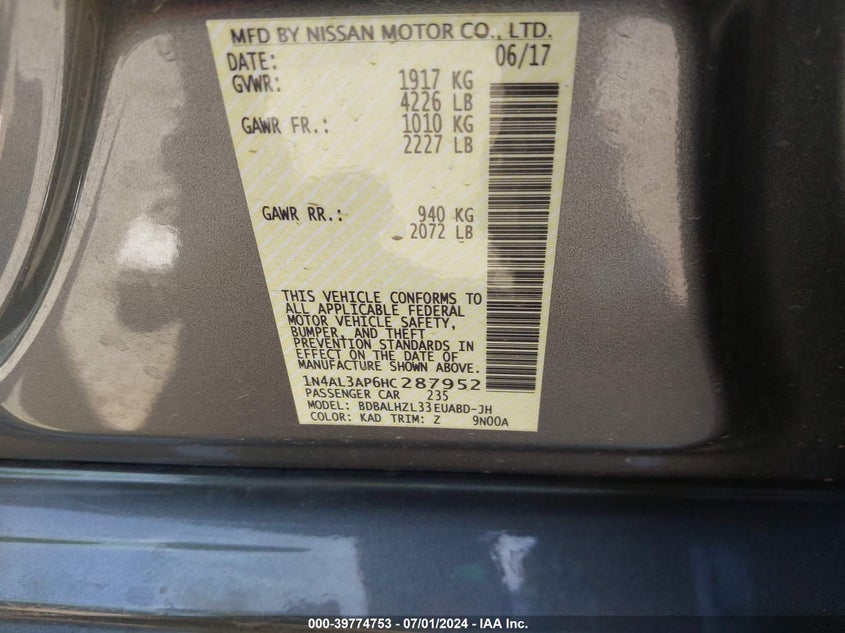 MFD BY NISSAN MOTOR CO., LTD.
DATE: 06/17
GVWR: 1917 KG
4226 LB
GAWR FR.: 1010 KG
2227 LB
GAWR RR.: 940 KG
2072 LB
THIS VEHICLE CONFORMS TO
ALL APPLICABLE FEDERAL
MOTOR VEHICLE SAFETY,
BUMPER, AND THEFT
PREVENTION STANDARDS IN
EFFECT ON THE DATE OF
MANUFACTURE SHOWN ABOVE.
1N4AL3AP6HC287952
PASSENGER CAR 235
MODEL: BDBALHZL33EUABD-JH
COLOR: KAD TRIM: Z 9N00A
000-39774753 - 07/01/2024 - IAA Inc.